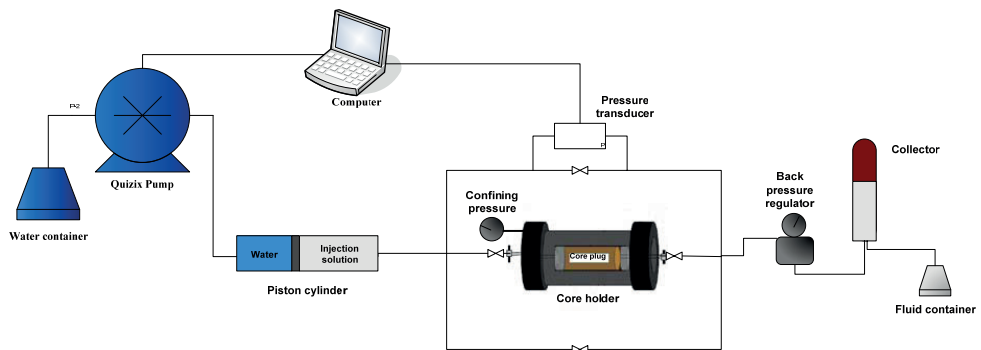 P-2
Quizix Pump
Water container
Computer
Pressure
transducer
P
Confining
pressure
Water
Injection
solution
Piston cylinder
Core plug
Core holder
Back
pressure
regulator
Collector
Fluid container